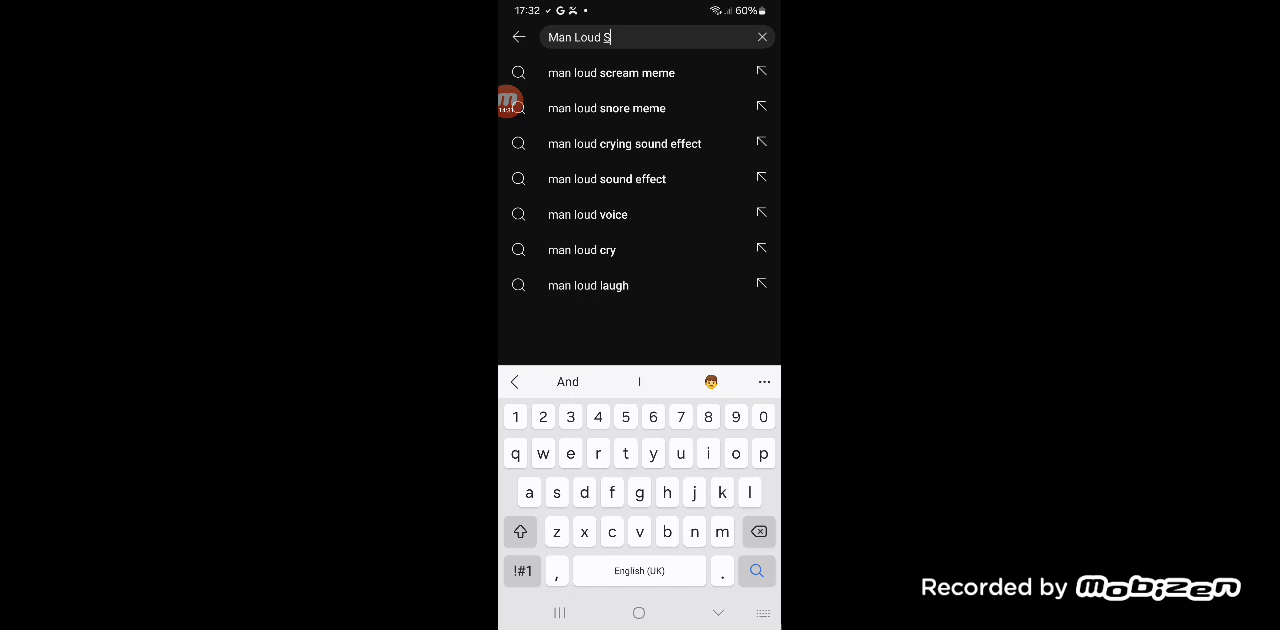 17:32 60%
Man Loud S
man loud scream meme
man loud snore meme
man loud crying sound effect
man loud sound effect
man loud voice
man loud cry
man loud laugh
And I
1 2 3 4 5 6 7 8 9 0
q w e r t y u i o p
a s d f g h j k l
z x c v b n m
!#1 , English (UK) .
Recorded by mobizen